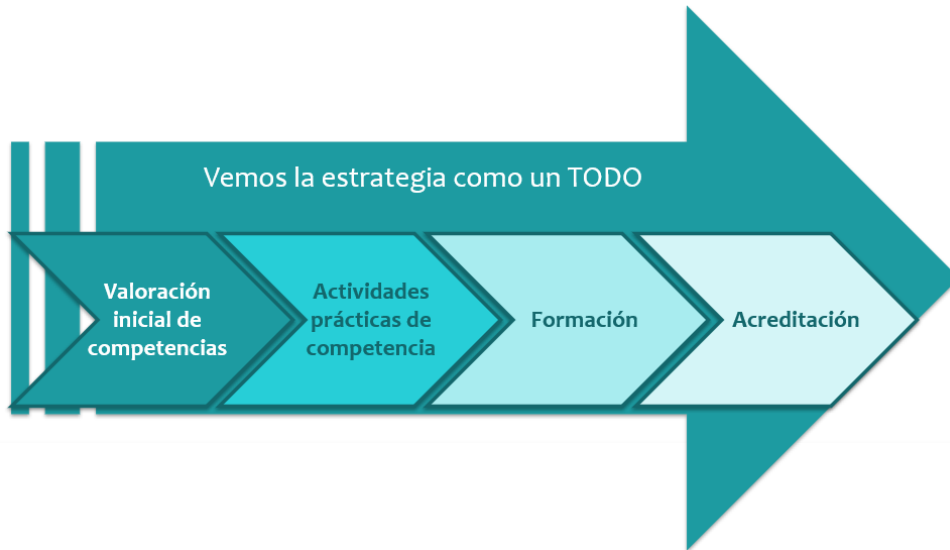 Vemos la estrategia como un TODO
Valoración
inicial de
competencias
Actividades
prácticas de
competencia
Formación
Acreditación